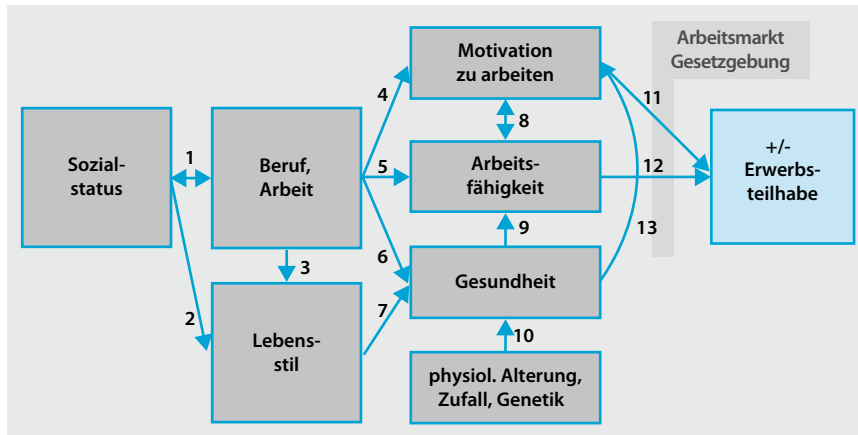 Motivation
zu arbeiten
Arbeitsmarkt
Gesetzgebung
4
11
8
Sozial-
status
1
Beruf,
Arbeit
5
Arbeits-
fähigkeit
12
+/-
Erwerbs-
teilhabe
9
13
6
3
Gesundheit
2
7
Lebens-
stil
10
physiol. Alterung,
Zufall, Genetik